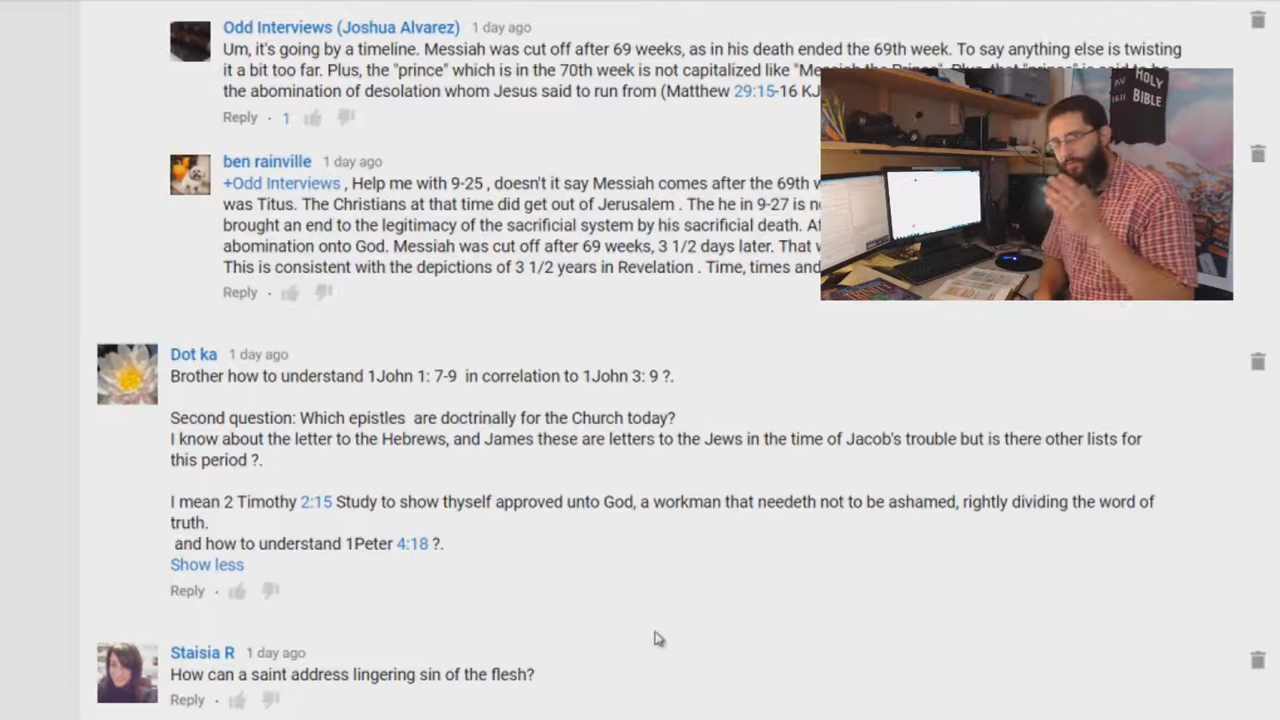 Odd Interviews (Joshua Alvarez) 1 day ago
Um, it's going by a timeline. Messiah was cut off after 69 weeks, as in his death ended the 69th week. To say anything else is twisting
it a bit too far. Plus, the "prince" which is in the 70th week is not capitalized like "Messiah the Prince". Plus, that "prince" is said to be
the abomination of desolation whom Jesus said to run from (Matthew 29:15-16 KJ
Reply · 1
ben rainville 1 day ago
+Odd Interviews , Help me with 9-25 , doesn't it say Messiah comes after the 69th
was Titus. The Christians at that time did get out of Jerusalem . The he in 9-27 is
brought an end to the legitimacy of the sacrificial system by his sacrificial death.
abomination onto God. Messiah was cut off after 69 weeks, 3 1/2 days later. That
This is consistent with the depictions of 3 1/2 years in Revelation . Time, times and
Reply ·
HOLY
BIBLE
AV
1611
Dot ka 1 day ago
Brother how to understand 1John 1: 7-9 in correlation to 1John 3: 9 ?.
Second question: Which epistles are doctrinally for the Church today?
I know about the letter to the Hebrews, and James these are letters to the Jews in the time of Jacob's trouble but is there other lists for
this period ?.
I mean 2 Timothy 2:15 Study to show thyself approved unto God, a workman that needeth not to be ashamed, rightly dividing the word of
truth.
and how to understand 1Peter 4:18 ?.
Show less
Reply ·
Staisia R 1 day ago
How can a saint address lingering sin of the flesh?
Reply ·